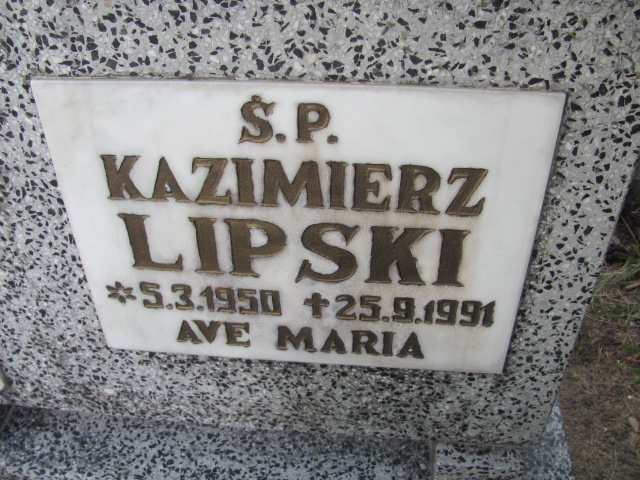 Ś.P.
KAZIMIERZ
LIPSKI
*5.3.1950 ✝25.9.1991
AVE MARIA